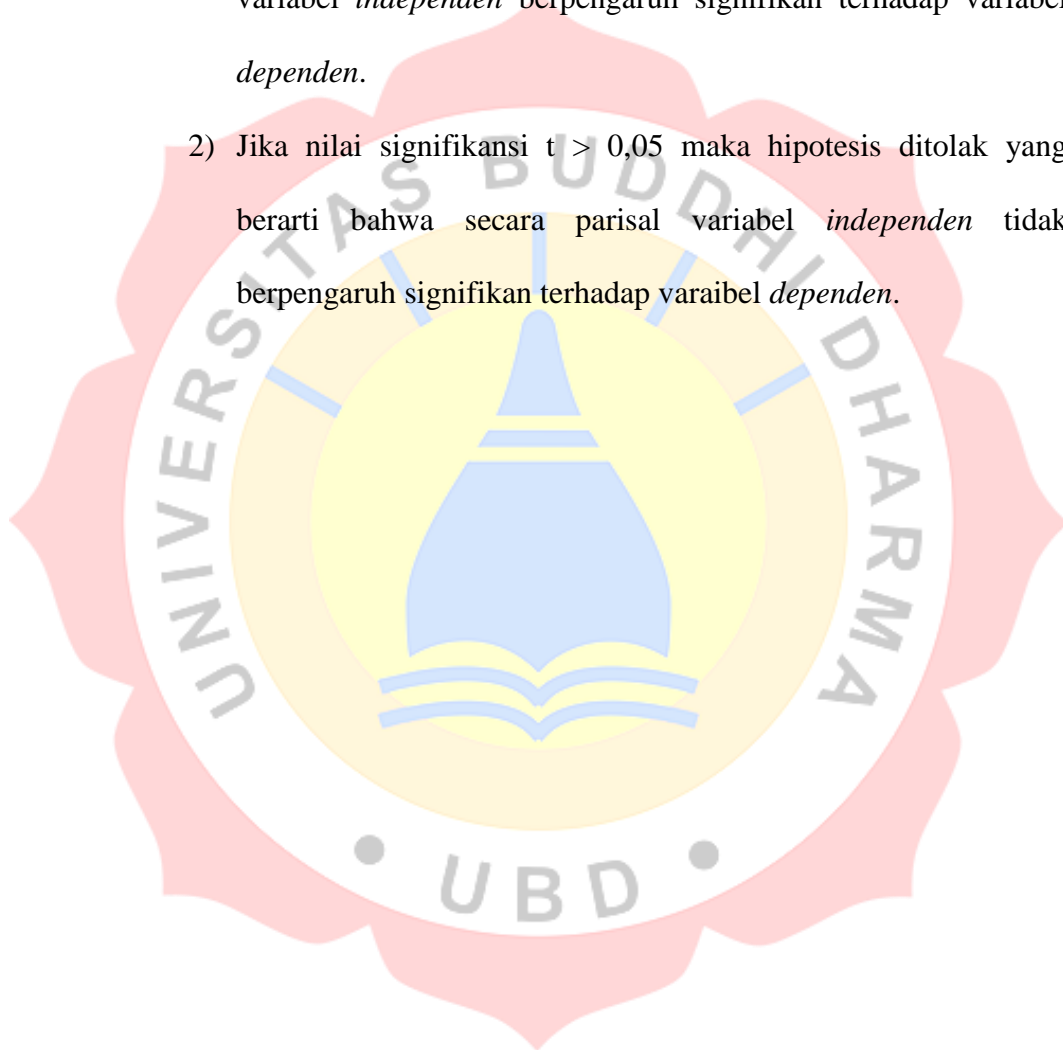 variabel independen berpengaruh signifikan terhadap variabel
dependen.
2) Jika nilai signifikansi t > 0,05 maka hipotesis ditolak yang
berarti bahwa secara parisal variabel independen tidak
berpengaruh signifikan terhadap varaibel dependen.
UNIVERSITAS BUDDHI DHARMA
• UBD •